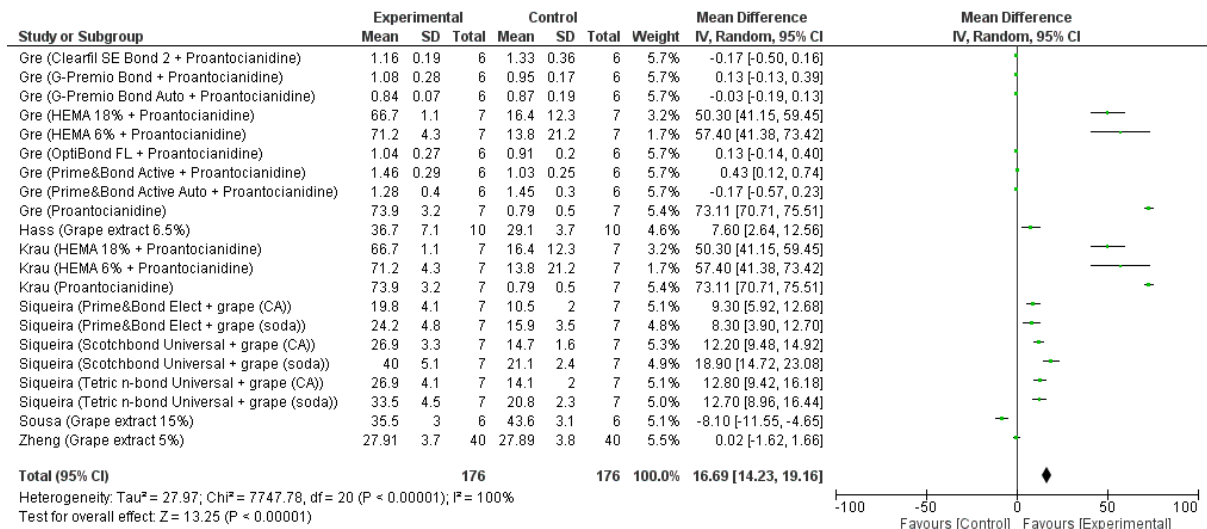 Experimental Control Mean Difference Mean Difference
Study or Subgroup Mean SD Total Mean SD Total Weight IV, Random, 95% CI IV, Random, 95% CI
Gre (Clearfil SE Bond 2 + Proantocianidine) 1.16 0.19 6 1.33 0.36 6 5.7% -0.17 [-0.50, 0.16]
Gre (G-Premio Bond + Proantocianidine) 1.08 0.28 6 0.95 0.17 6 5.7% 0.13 [-0.13, 0.39]
Gre (G-Premio Bond Auto + Proantocianidine) 0.84 0.07 6 0.87 0.19 6 5.7% -0.03 [-0.19, 0.13]
Gre (HEMA 18% + Proantocianidine) 66.7 1.1 7 16.4 12.3 7 3.2% 50.30 [41.15, 59.45]
Gre (HEMA 6% + Proantocianidine) 71.2 4.3 7 13.8 21.2 7 1.7% 57.40 [41.38, 73.42]
Gre (OptiBond FL + Proantocianidine) 1.04 0.27 6 0.91 0.2 6 5.7% 0.13 [-0.14, 0.40]
Gre (Prime&Bond Active + Proantocianidine) 1.46 0.29 6 1.03 0.25 6 5.7% 0.43 [0.12, 0.74]
Gre (Prime&Bond Active Auto + Proantocianidine) 1.28 0.4 6 1.45 0.3 6 5.7% -0.17 [-0.57, 0.23]
Gre (Proantocianidine) 73.9 3.2 7 0.79 0.5 7 5.4% 73.11 [70.71, 75.51]
Hass (Grape extract 6.5%) 36.7 7.1 10 29.1 3.7 10 4.6% 7.60 [2.64, 12.56]
Krau (HEMA 18% + Proantocianidine) 66.7 1.1 7 16.4 12.3 7 3.2% 50.30 [41.15, 59.45]
Krau (HEMA 6% + Proantocianidine) 71.2 4.3 7 13.8 21.2 7 1.7% 57.40 [41.38, 73.42]
Krau (Proantocianidine) 73.9 3.2 7 0.79 0.5 7 5.4% 73.11 [70.71, 75.51]
Siqueira (Prime&Bond Elect + grape (CA)) 19.8 4.1 7 10.5 2 7 5.1% 9.30 [5.92, 12.68]
Siqueira (Prime&Bond Elect + grape (soda)) 24.2 4.8 7 15.9 3.5 7 4.8% 8.30 [3.90, 12.70]
Siqueira (Scotchbond Universal + grape (CA)) 26.9 3.3 7 14.7 1.6 7 5.3% 12.20 [9.48, 14.92]
Siqueira (Scotchbond Universal + grape (soda)) 40 5.1 7 21.1 2.4 7 4.9% 18.90 [14.72, 23.08]
Siqueira (Tetric n-bond Universal + grape (CA)) 26.9 4.1 7 14.1 2 7 5.1% 12.80 [9.42, 16.18]
Siqueira (Tetric n-bond Universal + grape (soda)) 33.5 4.5 7 20.8 2.3 7 5.0% 12.70 [8.96, 16.44]
Sousa (Grape extract 15%) 35.5 3 6 43.6 3.1 6 5.1% -8.10 [-11.55, -4.65]
Zheng (Grape extract 5%) 27.91 3.7 40 27.89 3.8 40 5.5% 0.02 [-1.62, 1.66]
Total (95% CI) 176 176 100.0% 16.69 [14.23, 19.16]
Heterogeneity: Tau² = 27.97; Chi² = 7747.78, df = 20 (P < 0.00001); I² = 100%
Test for overall effect: Z = 13.25 (P < 0.00001)
-100 -50 0 50 100
Favours [Control] Favours [Experimental]